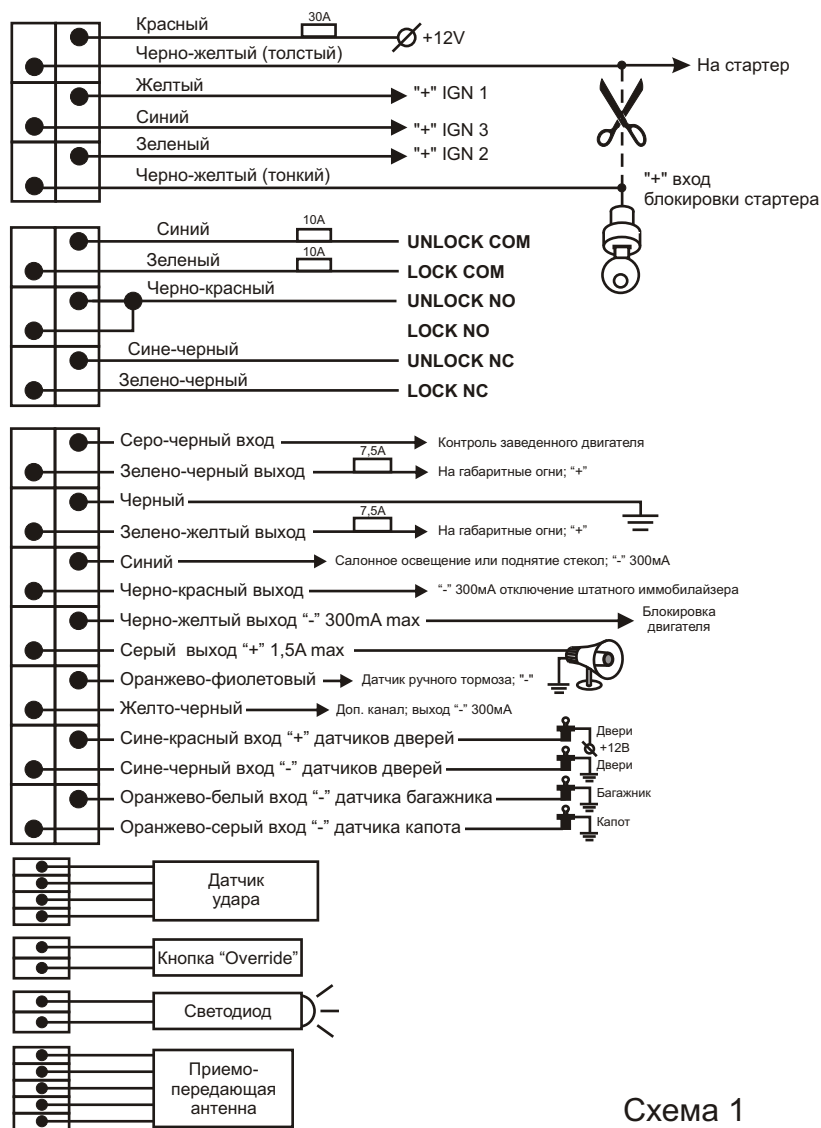 Красный
30A
+12V
Черно-желтый (толстый)
На стартер
Желтый
"+" IGN 1
Синий
"+" IGN 3
Зеленый
"+" IGN 2
Черно-желтый (тонкий)
"+" вход
блокировки стартера
Синий
10A
UNLOCK COM
Зеленый
10A
LOCK COM
Черно-красный
UNLOCK NO
LOCK NO
Сине-черный
UNLOCK NC
Зелено-черный
LOCK NC
Серо-черный вход
Контроль заведенного двигателя
Зелено-черный выход
7,5A
На габаритные огни; “+”
Черный
Зелено-желтый выход
7,5A
На габаритные огни; “+”
Синий
Салонное освещение или поднятие стекол; “-” 300мА
Черно-красный выход
“-” 300мА отключение штатного иммобилайзера
Черно-желтый выход “-” 300mA max
Блокировка
двигателя
Серый выход “+” 1,5A max
Оранжево-фиолетовый
Датчик ручного тормоза; "-"
Желто-черный
Доп. канал; выход “-” 300мА
Сине-красный вход “+” датчиков дверей
Двери
+12В
Сине-черный вход “-” датчиков дверей
Двери
Оранжево-белый вход “-” датчика багажника
Багажник
Оранжево-серый вход “-” датчика капота
Капот
Датчик
удара
Кнопка “Override”
Светодиод
Приемо-
передающая
антенна
Схема 1